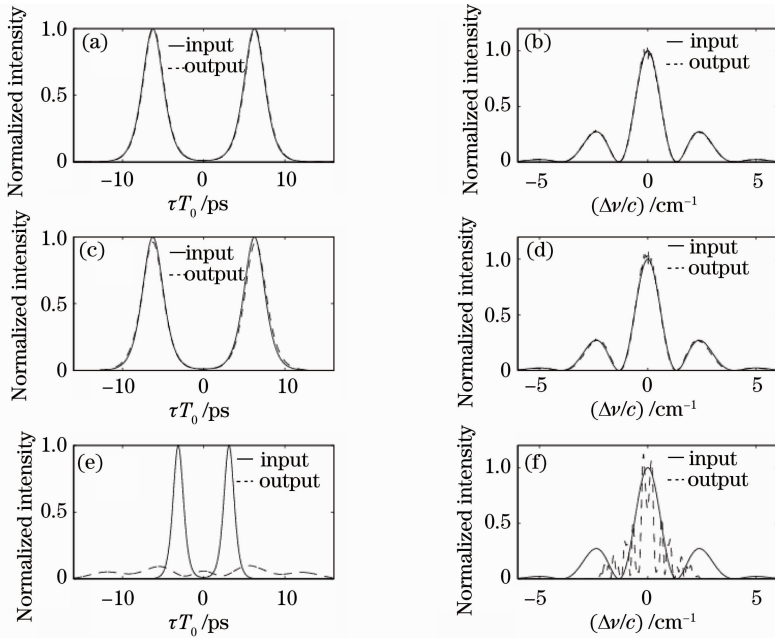 (a)
input
output
Normalized intensity
1.0
0.5
0
−10
0
10
τT0 /ps
(b)
input
output
Normalized intensity
1.0
0.5
0
−5
0
5
(Δν/c) /cm−1
(c)
input
output
Normalized intensity
1.0
0.5
0
−10
0
10
τT0 /ps
(d)
input
output
Normalized intensity
1.0
0.5
0
−5
0
5
(Δν/c) /cm−1
(e)
input
output
Normalized intensity
1.0
0.5
0
−10
0
10
τT0 /ps
(f)
input
output
Normalized intensity
1.0
0.5
0
−5
0
5
(Δν/c) /cm−1